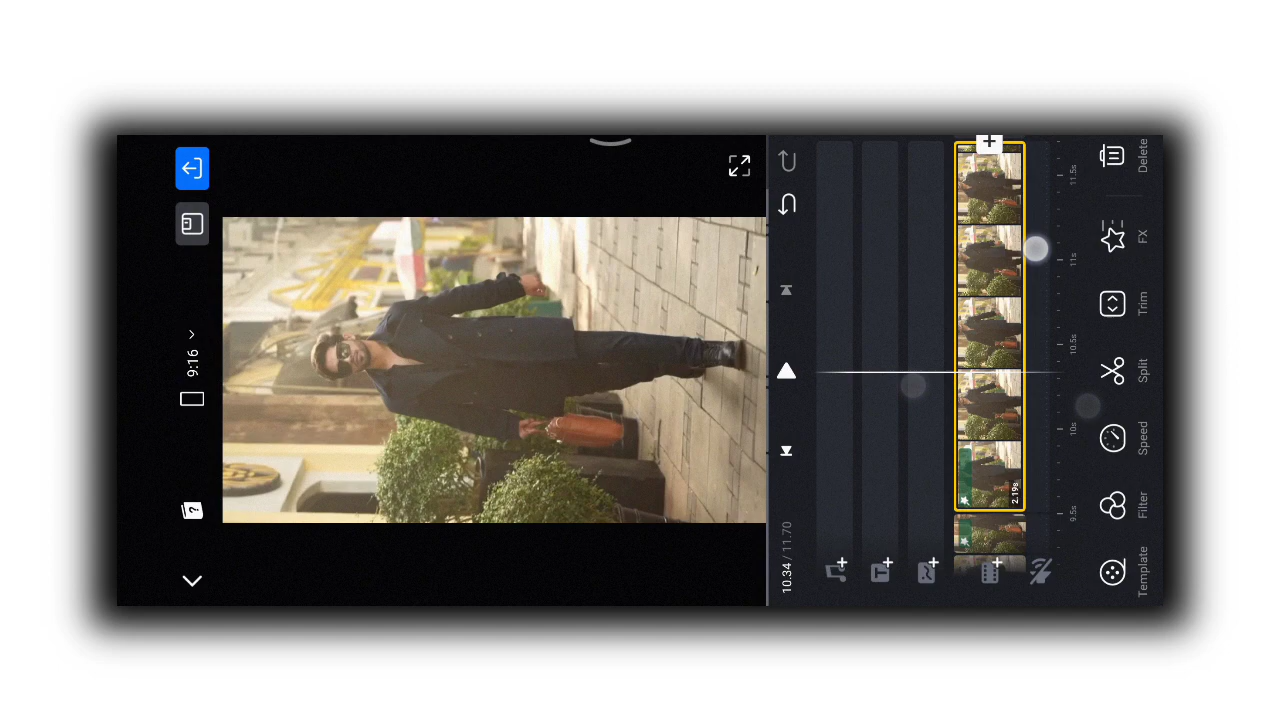 9:16
?
10.34 / 11.70
2.19s
9.5s
10s
10.5s
11s
11.5s
Template
Filter
Speed
Split
Trim
FX
Delete